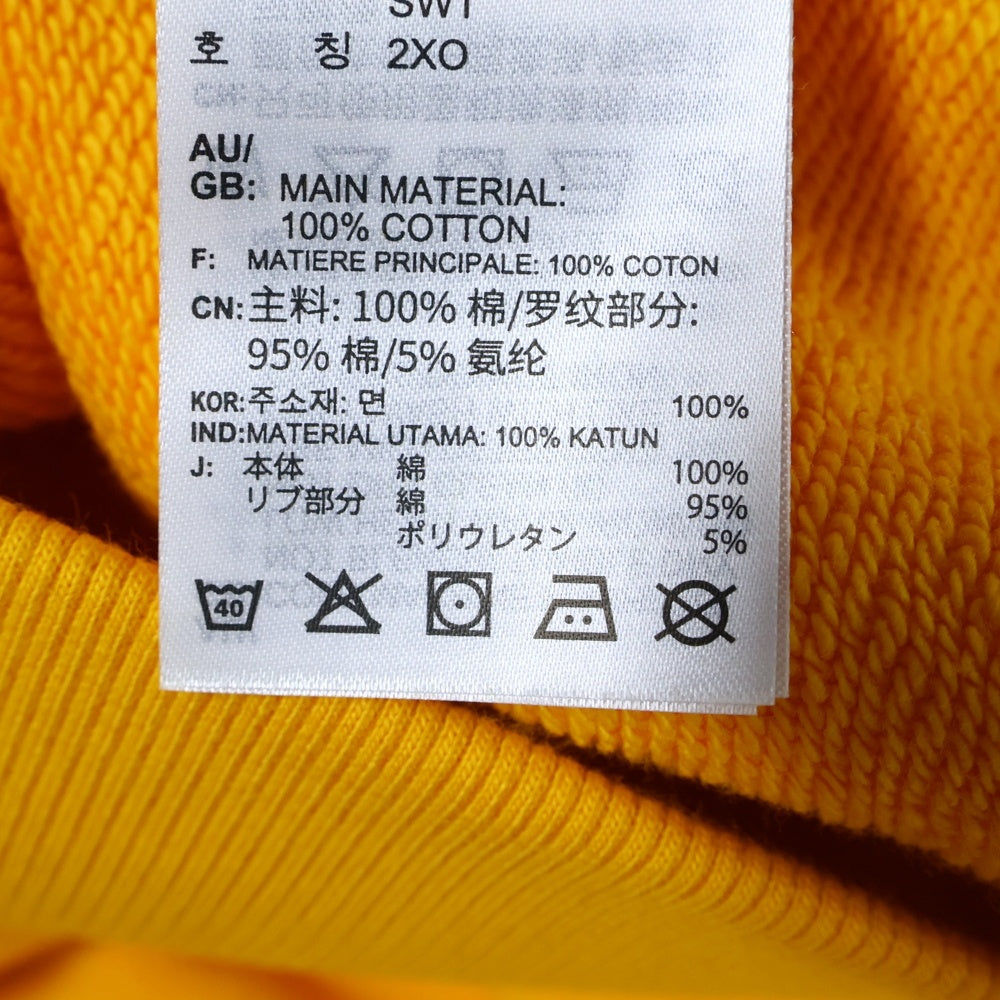 SWT
호 칭 2XO
AU/
GB: MAIN MATERIAL:
100% COTTON
F: MATIERE PRINCIPALE: 100% COTON
CN: 主料: 100% 棉/罗纹部分:
95% 棉/5% 氨纶
KOR: 주소재: 면 100%
IND: MATERIAL UTAMA: 100% KATUN
J: 本体 綿 100%
リブ部分 綿 95%
ポリウレタン 5%
40